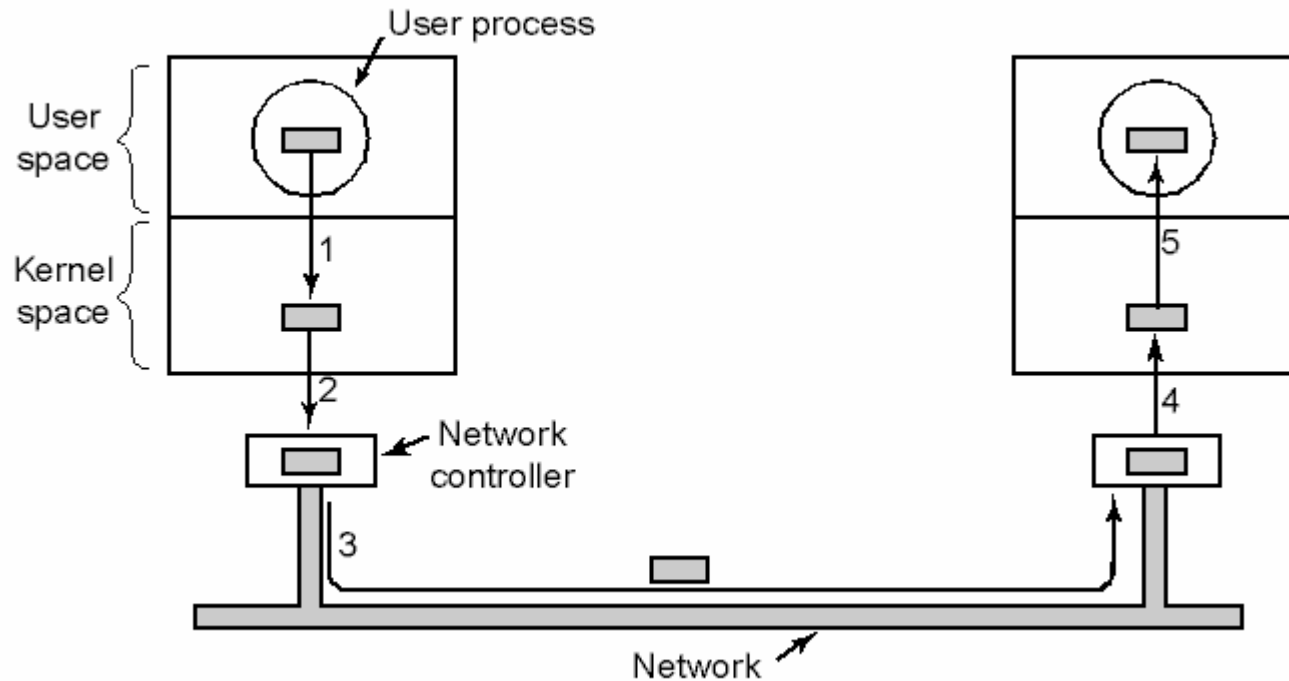 User process
User
space
1
5
Kernel
space
2
4
Network
controller
3
Network